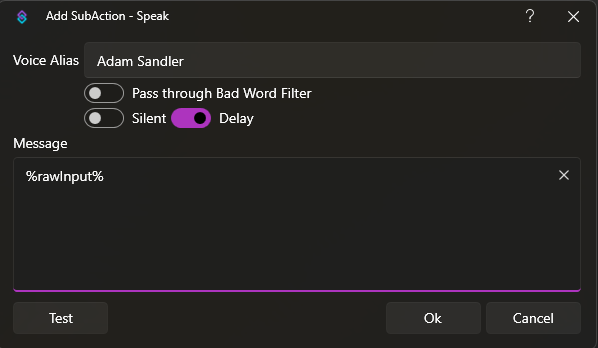 Add SubAction - Speak ?
Voice Alias Adam Sandler
Pass through Bad Word Filter
Silent Delay
Message
%rawInput%
Test Ok Cancel